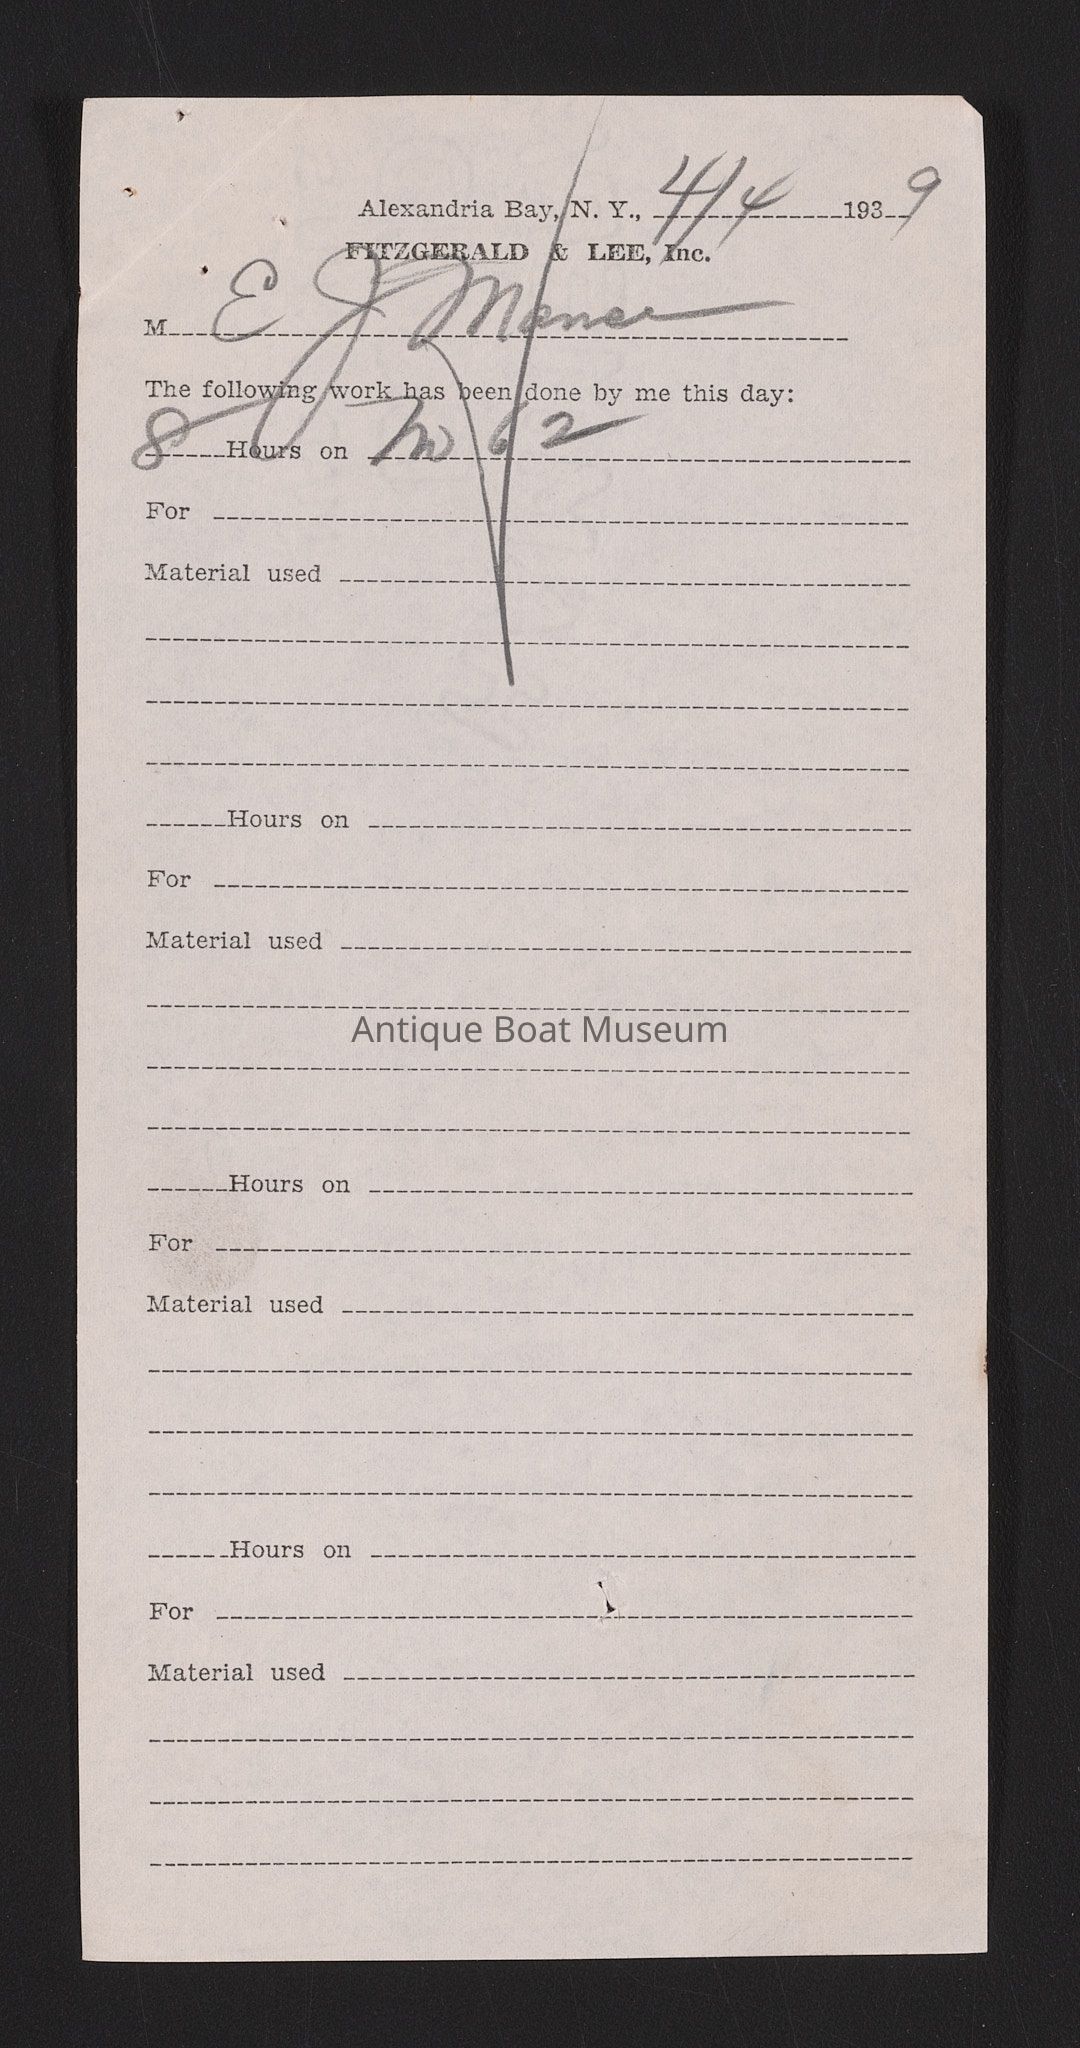 Alexandria Bay, N. Y., 4/4 1939
FITZGERALD & LEE, Inc.
M E J
The following work has been done by me this day:
8 Hours on 62
For
Material used
Hours on
For
Material used
Antique Boat Museum
Hours on
For
Material used
Hours on
For
Material used